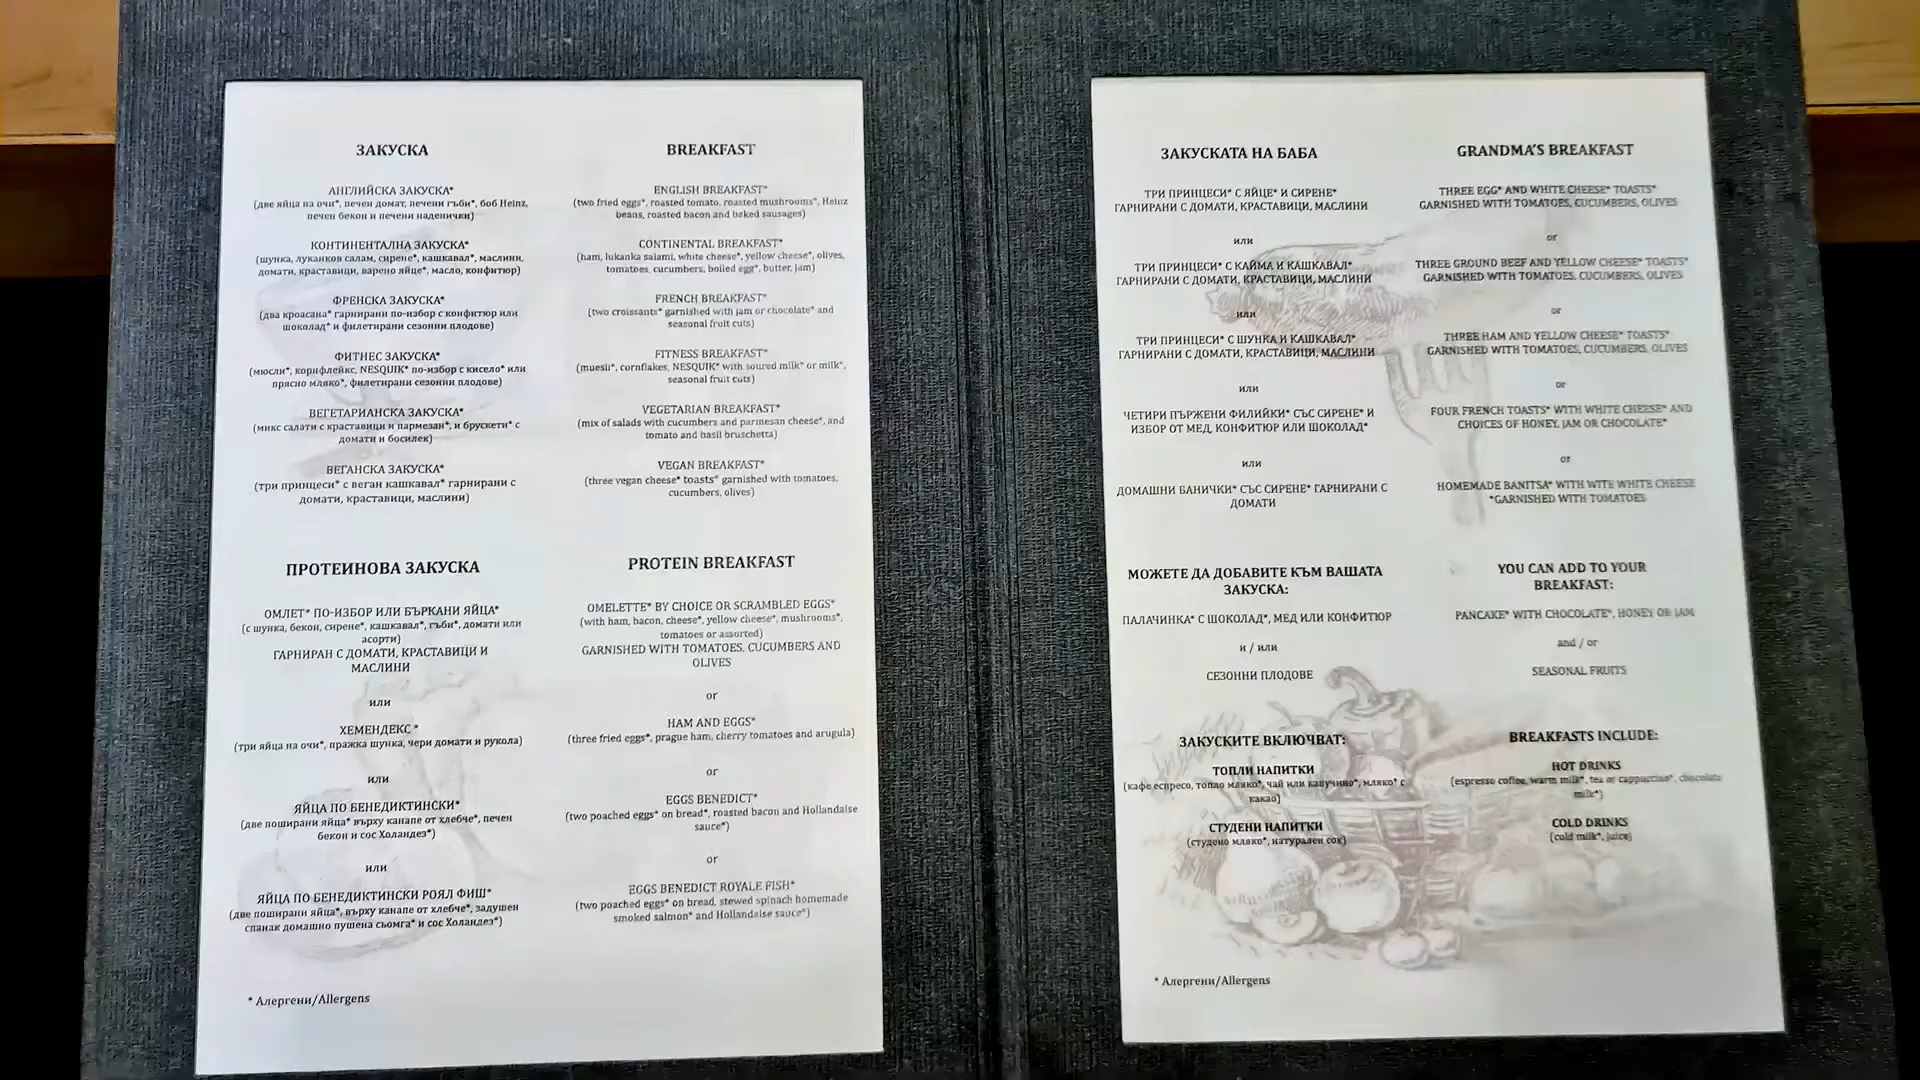 ЗАКУСКА
АНГЛИЙСКА ЗАКУСКА*
(две яйца на очи*, печен домат, печени гъби*, боб Heinz,
печен бекон и печени наденички)
КОНТИНЕНТАЛНА ЗАКУСКА*
(шунка, луканков салам, сирене*, кашкавал*, маслини,
домати, краставици, варено яйце*, масло, конфитюр)
ФРЕНСКА ЗАКУСКА*
(два кроасана* гарнирани по-избор с конфитюр или
шоколад* и филетирани сезонни плодове)
ФИТНЕС ЗАКУСКА*
(мюсли*, корнфлейкс, NESQUIK* по-избор с кисело* или
прясно мляко*, филетирани сезонни плодове)
ВЕГЕТАРИАНСКА ЗАКУСКА*
(микс салати с краставици и пармезан*, и брускети* с
домати и босилек)
ВЕГАНСКА ЗАКУСКА*
(три принцеси* с веган кашкавал* гарнирани с
домати, краставици, маслини)
ПРОТЕИНОВА ЗАКУСКА
ОМЛЕТ* ПО-ИЗБОР ИЛИ БЪРКАНИ ЯЙЦА*
(с шунка, бекон, сирене*, кашкавал*, гъби*, домати или
асорти)
ГАРНИРАН С ДОМАТИ, КРАСТАВИЦИ И
МАСЛИНИ
или
ХЕМЕНДЕКС *
(три яйца на очи*, пражка шунка, чери домати и рукола)
или
ЯЙЦА ПО БЕНЕДИКТИНСКИ*
(две поширани яйца* върху канапе от хлебче*, печен
бекон и сос Холандез*)
или
ЯЙЦА ПО БЕНЕДИКТИНСКИ РОЯЛ ФИШ*
(две поширани яйца*, върху канапе от хлебче*, задушен
спанак домашно пушена сьомга* и сос Холандез*)
* Алергени/Allergens
BREAKFAST
ENGLISH BREAKFAST*
(two fried eggs*, roasted tomato, roasted mushrooms*, Heinz
beans, roasted bacon and baked sausages)
CONTINENTAL BREAKFAST*
(ham, lukanka salami, white cheese*, yellow cheese*, olives,
tomatoes, cucumbers, boiled egg*, butter, jam)
FRENCH BREAKFAST*
(two croissants* garnished with jam or chocolate* and
seasonal fruit cuts)
FITNESS BREAKFAST*
(muesli*, cornflakes, NESQUIK* with soured milk* or milk*,
seasonal fruit cuts)
VEGETARIAN BREAKFAST*
(mix of salads with cucumbers and parmesan cheese*, and
tomato and basil bruschetta)
VEGAN BREAKFAST*
(three vegan cheese* toasts* garnished with tomatoes,
cucumbers, olives)
PROTEIN BREAKFAST
OMELETTE* BY CHOICE OR SCRAMBLED EGGS*
(with ham, bacon, cheese*, yellow cheese*, mushrooms*,
tomatoes or assorted)
GARNISHED WITH TOMATOES, CUCUMBERS AND
OLIVES
or
HAM AND EGGS*
(three fried eggs*, prague ham, cherry tomatoes and arugula)
or
EGGS BENEDICT*
(two poached eggs* on bread*, roasted bacon and Hollandaise
sauce*)
or
EGGS BENEDICT ROYALE FISH*
(two poached eggs* on bread, stewed spinach homemade
smoked salmon* and Hollandaise sauce*)
ЗАКУСКАТА НА БАБА
ТРИ ПРИНЦЕСИ* С ЯЙЦЕ* И СИРЕНЕ*
ГАРНИРАНИ С ДОМАТИ, КРАСТАВИЦИ, МАСЛИНИ
или
ТРИ ПРИНЦЕСИ* С КАЙМА И КАШКАВАЛ*
ГАРНИРАНИ С ДОМАТИ, КРАСТАВИЦИ, МАСЛИНИ
или
ТРИ ПРИНЦЕСИ* С ШУНКА И КАШКАВАЛ*
ГАРНИРАНИ С ДОМАТИ, КРАСТАВИЦИ, МАСЛИНИ
или
ЧЕТИРИ ПЪРЖЕНИ ФИЛИЙКИ* СЪС СИРЕНЕ* И
ИЗБОР ОТ МЕД, КОНФИТЮР ИЛИ ШОКОЛАД*
или
ДОМАШНИ БАНИЧКИ* СЪС СИРЕНЕ* ГАРНИРАНИ С
ДОМАТИ
МОЖЕТЕ ДА ДОБАВИТЕ КЪМ ВАШАТА
ЗАКУСКА:
ПАЛАЧИНКА* С ШОКОЛАД*, МЕД ИЛИ КОНФИТЮР
и / или
СЕЗОННИ ПЛОДОВЕ
ЗАКУСКИТЕ ВКЛЮЧВАТ:
ТОПЛИ НАПИТКИ
(кафе еспресо, топло мляко*, чай или капучино*, мляко* с
какао)
СТУДЕНИ НАПИТКИ
(студено мляко*, натурален сок)
* Алергени/Allergens
GRANDMA'S BREAKFAST
THREE EGG* AND WHITE CHEESE* TOASTS*
GARNISHED WITH TOMATOES, CUCUMBERS, OLIVES
or
THREE GROUND BEEF AND YELLOW CHEESE* TOASTS*
GARNISHED WITH TOMATOES, CUCUMBERS, OLIVES
or
THREE HAM AND YELLOW CHEESE* TOASTS*
GARNISHED WITH TOMATOES, CUCUMBERS, OLIVES
or
FOUR FRENCH TOASTS* WITH WHITE CHEESE* AND
CHOICES OF HONEY, JAM OR CHOCOLATE*
or
HOMEMADE BANITSA* WITH WITE WHITE CHEESE
*GARNISHED WITH TOMATOES
YOU CAN ADD TO YOUR
BREAKFAST:
PANCAKE* WITH CHOCOLATE*, HONEY OR JAM
and / or
SEASONAL FRUITS
BREAKFASTS INCLUDE:
HOT DRINKS
(espresso coffee, warm milk*, tea or cappuccino*, chocolate
milk*)
COLD DRINKS
(cold milk*, juice)